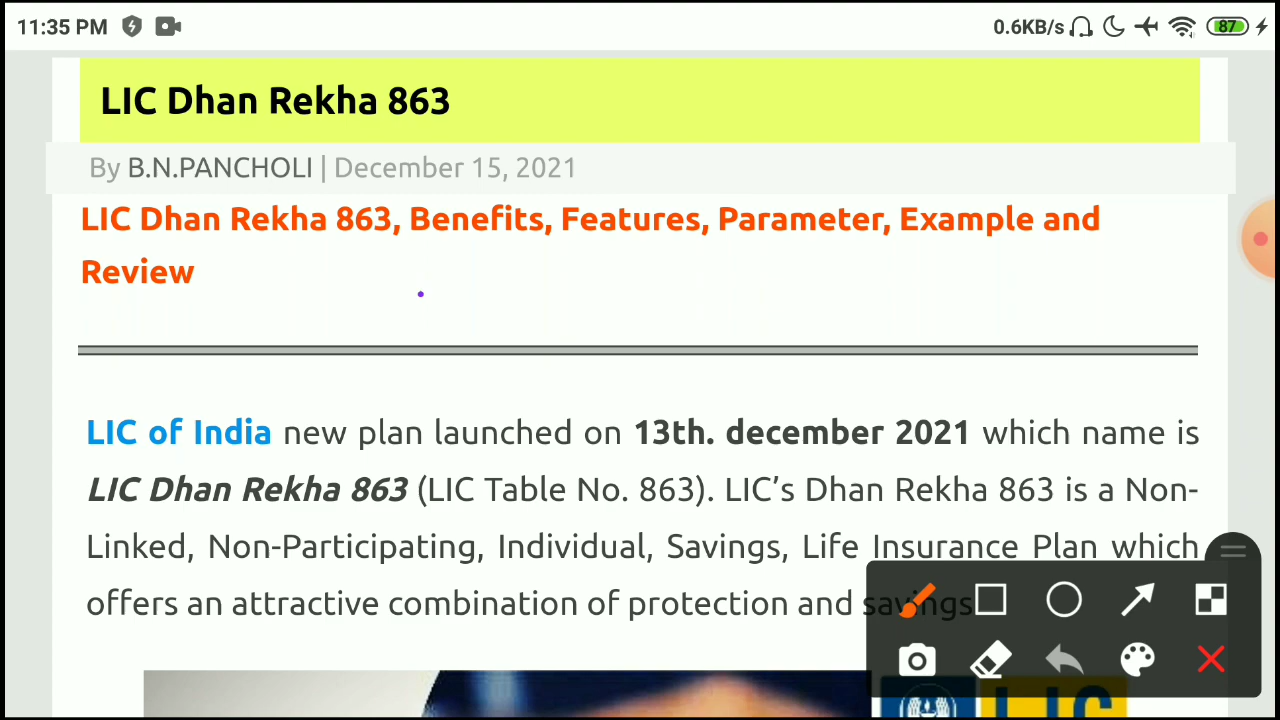 11:35 PM 0.6KB/s 87
LIC Dhan Rekha 863
By B.N.PANCHOLI | December 15, 2021
LIC Dhan Rekha 863, Benefits, Features, Parameter, Example and
Review
LIC of India new plan launched on 13th. december 2021 which name is
LIC Dhan Rekha 863 (LIC Table No. 863). LIC’s Dhan Rekha 863 is a Non-
Linked, Non-Participating, Individual, Savings, Life Insurance Plan which
offers an attractive combination of protection and savings
LIC